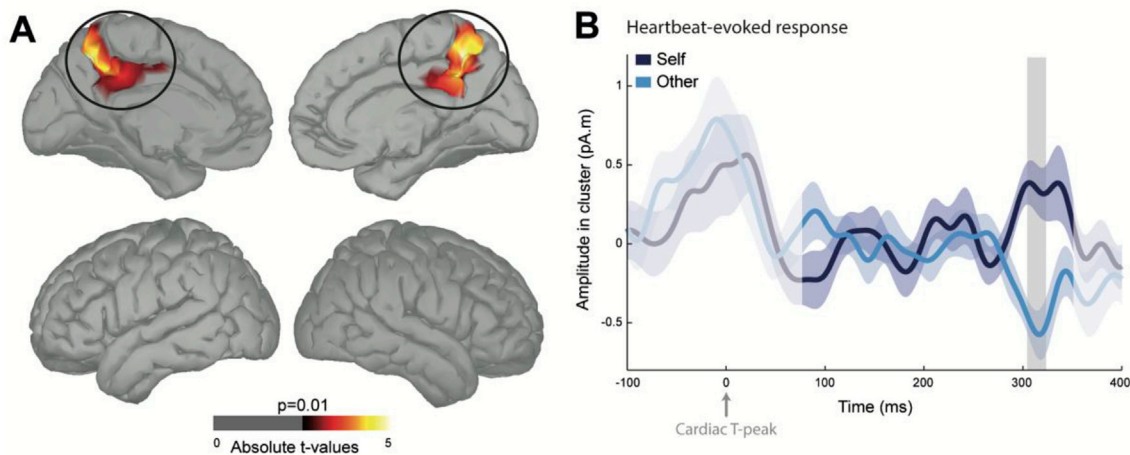 A
p=0.01
0
5
Absolute t-values
B
Heartbeat-evoked response
Self
Other
Amplitude in cluster (pA.m)
1
0.5
0
-0.5
-100
0
100
200
300
400
Time (ms)
Cardiac T-peak